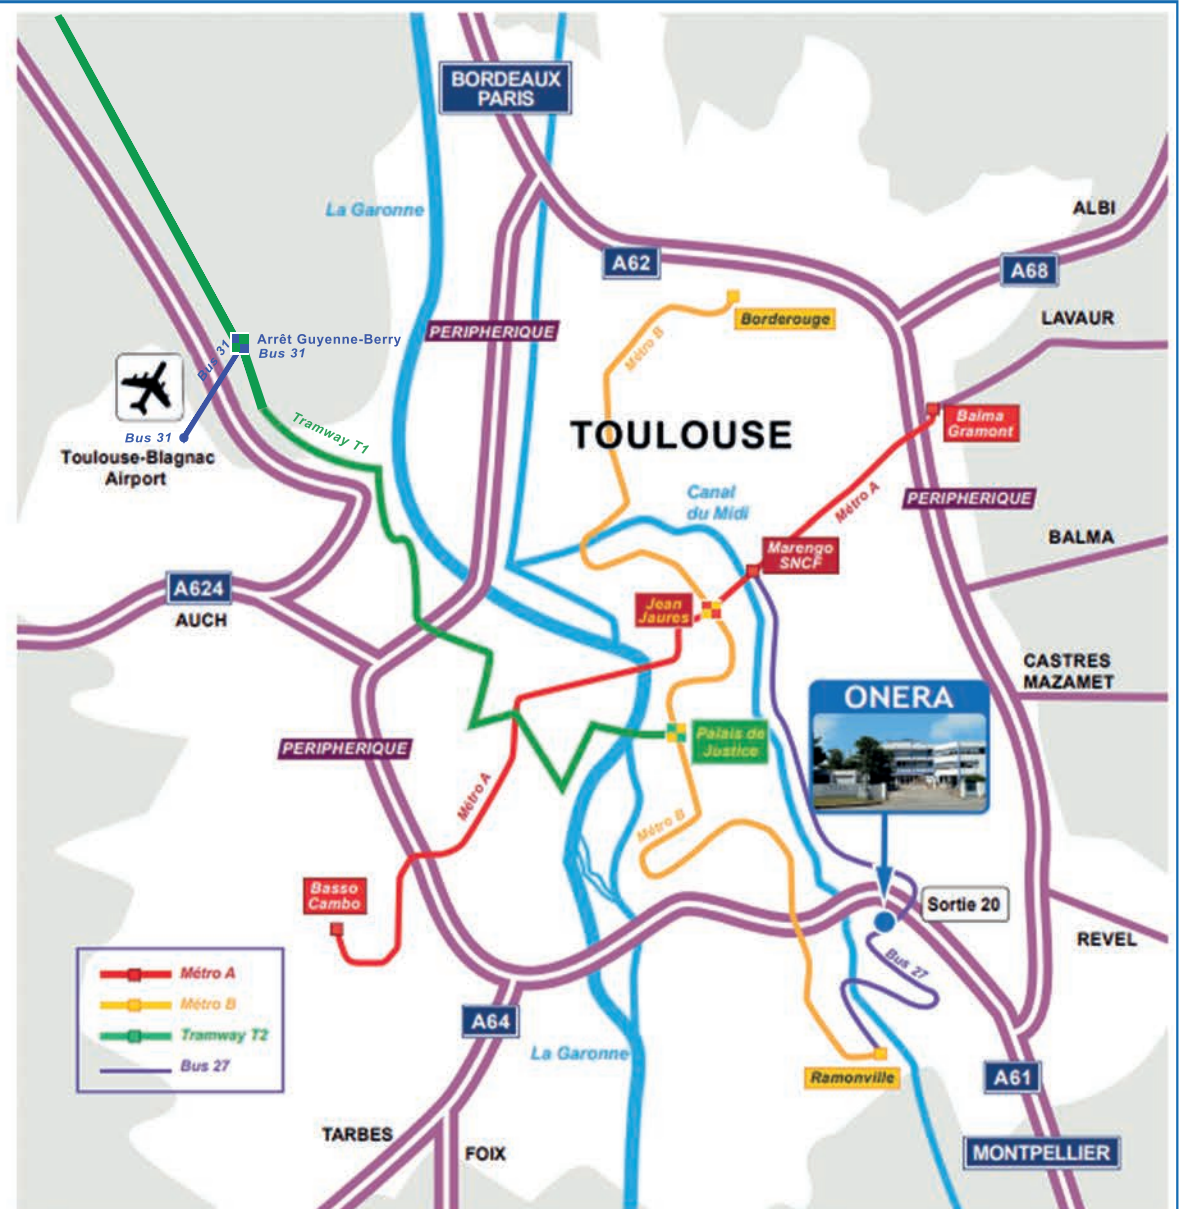 BORDEAUX
PARIS
La Garonne
ALBI
A62
A68
Borderouge
LAVAUR
PERIPHERIQUE
Métro B
Arrêt Guyenne-Berry
Bus 31
Bus 31
Bus 31
Toulouse-Blagnac
Airport
Tramway T1
TOULOUSE
Balma
Gramont
Canal
du Midi
Métro A
PERIPHERIQUE
Marengo
SNCF
BALMA
A624
AUCH
Jean
Jaures
CASTRES
MAZAMET
ONERA
PERIPHERIQUE
Palais de
Justice
Métro A
Métro B
Basso
Cambo
Sortie 20
REVEL
Bus 27
Métro A
Métro B
Tramway T2
Bus 27
A64
La Garonne
Ramonville
A61
TARBES
FOIX
MONTPELLIER